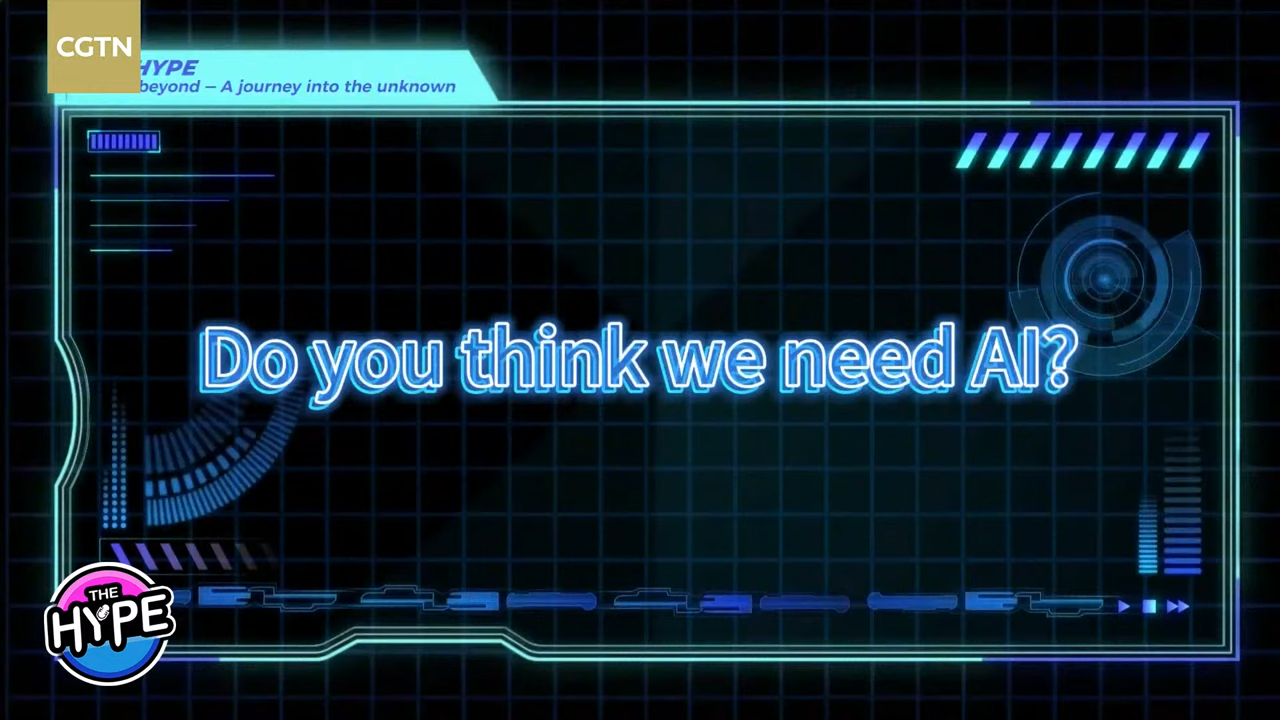 CGTN
HYPE
beyond — A journey into the unknown
Do you think we need AI?
THE
HYPE